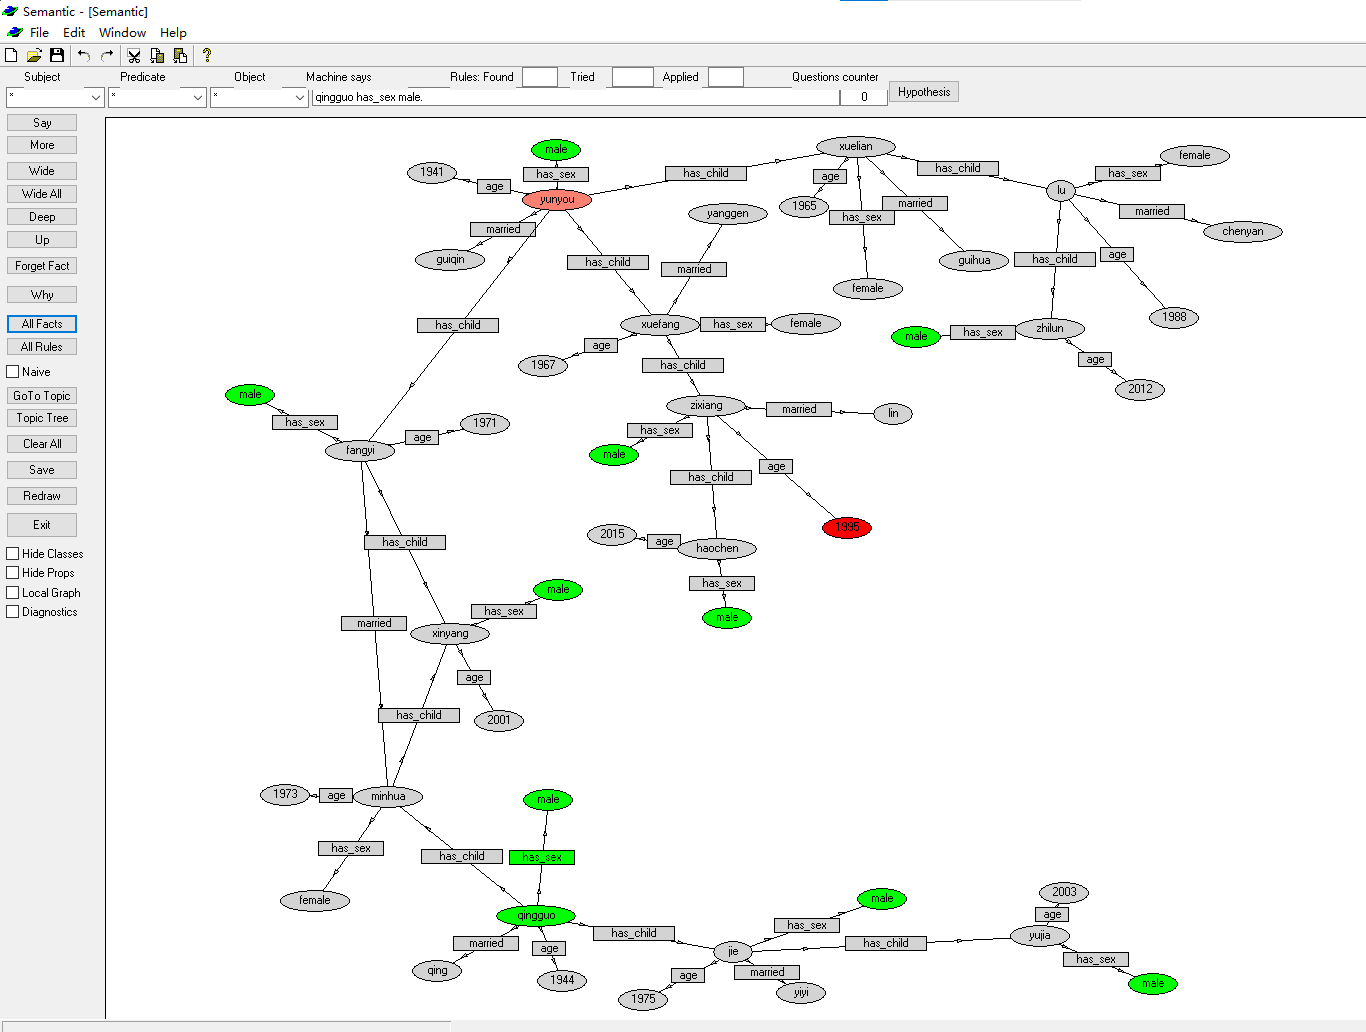 Semantic - [Semantic]
File Edit Window Help
Subject Predicate Object Machine says Rules: Found Tried Applied Questions counter
* * * qingguo has_sex male. 0 Hypothesis
Say
More
Wide
Wide All
Deep
Up
Forget Fact
Why
All Facts
All Rules
Naive
GoTo Topic
Topic Tree
Clear All
Save
Redraw
Exit
Hide Classes
Hide Props
Local Graph
Diagnostics
male xuelian
1941 has_sex has_child has_child has_sex female
age yunyou age lu
married 1965 has_sex married married
guiqin yanggen chenyan
has_child married female guihua has_child age
has_child xuefang has_sex female 1988
age male has_sex zhilun
1967 has_child age
2012
male zixiang married lin
has_sex has_sex
fangyi age 1971 male age
has_child
1995
2015 age haochen
has_child has_sex
male male
married xinyang has_sex
age
has_child 2001
1973 age minhua male
has_sex has_child has_sex
female qingguo male 2003
married age has_child has_sex age
qing 1944 jie has_child yujia
age married has_sex
1975 yiyi male